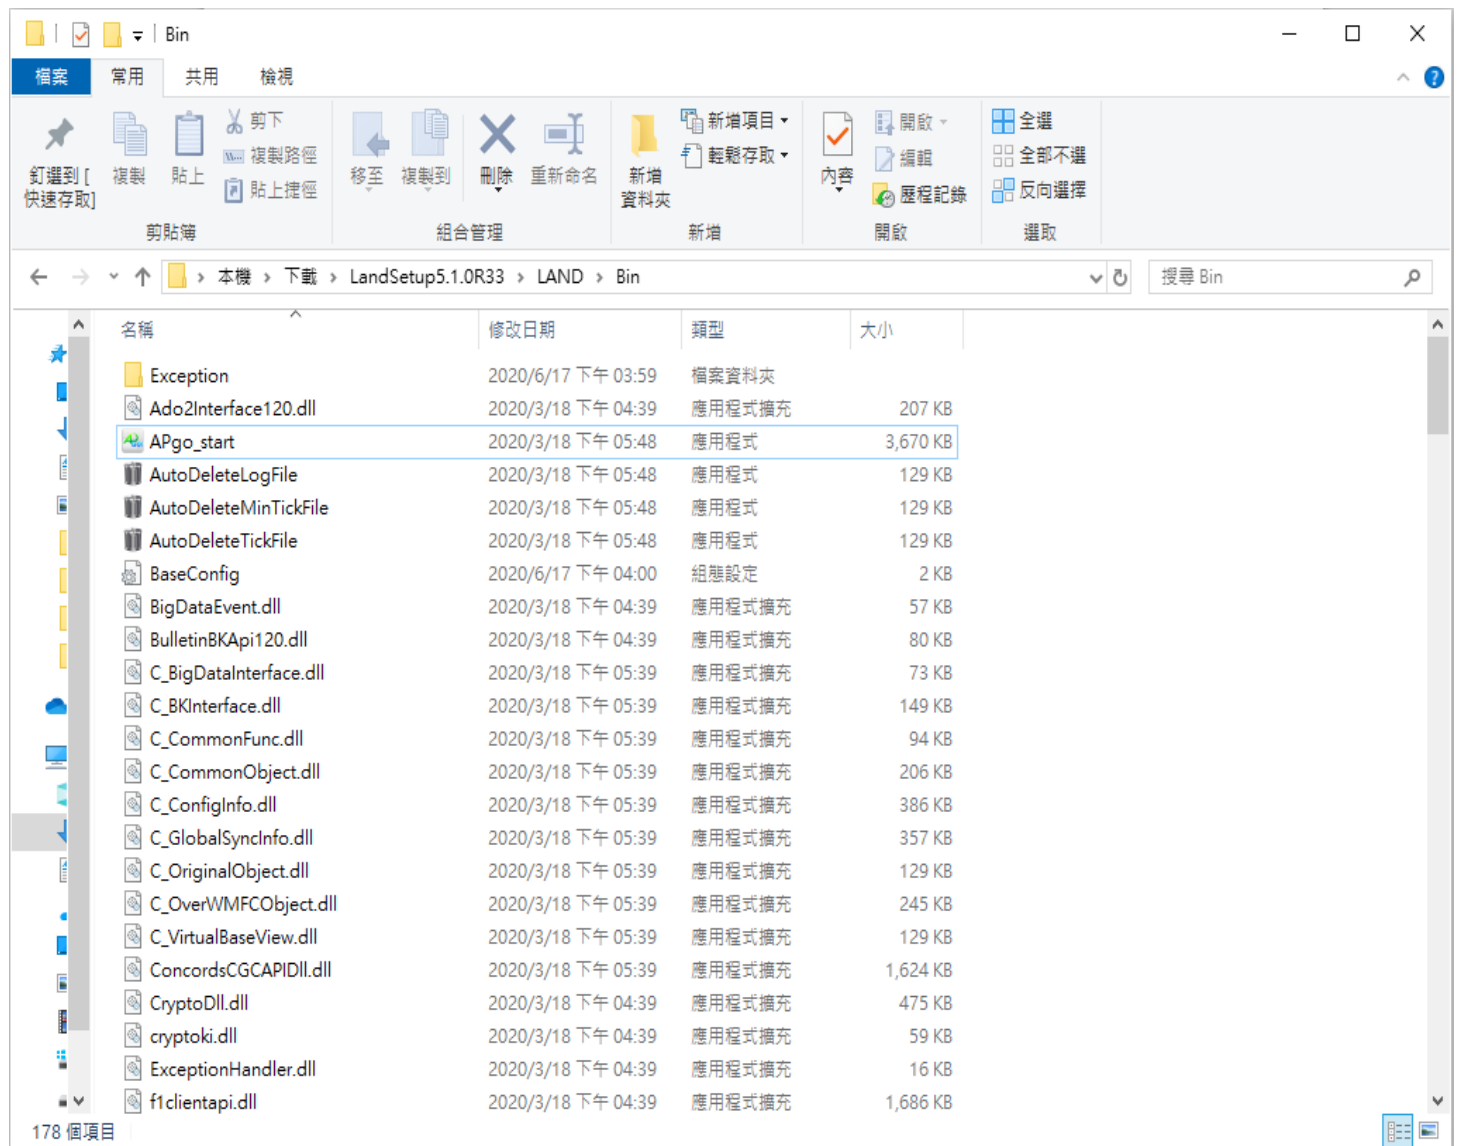 Bin
檔案 常用 共用 檢視
釘選到 [
快速存取]
複製
貼上
剪下
複製路徑
貼上捷徑
剪貼簿
移至 複製到 刪除 重新命名
組合管理
新增
資料夾
新增項目
輕鬆存取
新增
內容
開啟
編輯
歷程記錄
開啟
全選
全部不選
反向選擇
選取
本機 > 下載 > LandSetup5.1.0R33 > LAND > Bin
搜尋 Bin
名稱 修改日期 類型 大小
Exception 2020/6/17 下午 03:59 檔案資料夾
Ado2Interface120.dll 2020/3/18 下午 04:39 應用程式擴充 207 KB
APgo_start 2020/3/18 下午 05:48 應用程式 3,670 KB
AutoDeleteLogFile 2020/3/18 下午 05:48 應用程式 129 KB
AutoDeleteMinTickFile 2020/3/18 下午 05:48 應用程式 129 KB
AutoDeleteTickFile 2020/3/18 下午 05:48 應用程式 129 KB
BaseConfig 2020/6/17 下午 04:00 組態設定 2 KB
BigDataEvent.dll 2020/3/18 下午 04:39 應用程式擴充 57 KB
BulletinBKApi120.dll 2020/3/18 下午 04:39 應用程式擴充 80 KB
C_BigDataInterface.dll 2020/3/18 下午 05:39 應用程式擴充 73 KB
C_BKInterface.dll 2020/3/18 下午 05:39 應用程式擴充 149 KB
C_CommonFunc.dll 2020/3/18 下午 05:39 應用程式擴充 94 KB
C_CommonObject.dll 2020/3/18 下午 05:39 應用程式擴充 206 KB
C_ConfigInfo.dll 2020/3/18 下午 05:39 應用程式擴充 386 KB
C_GlobalSyncInfo.dll 2020/3/18 下午 05:39 應用程式擴充 357 KB
C_OriginalObject.dll 2020/3/18 下午 05:39 應用程式擴充 129 KB
C_OverWMFCObject.dll 2020/3/18 下午 05:39 應用程式擴充 245 KB
C_VirtualBaseView.dll 2020/3/18 下午 05:39 應用程式擴充 129 KB
ConcordsCGCAPIDll.dll 2020/3/18 下午 05:39 應用程式擴充 1,624 KB
CryptoDll.dll 2020/3/18 下午 04:39 應用程式擴充 475 KB
cryptoki.dll 2020/3/18 下午 04:39 應用程式擴充 59 KB
ExceptionHandler.dll 2020/3/18 下午 04:39 應用程式擴充 16 KB
f1clientapi.dll 2020/3/18 下午 04:39 應用程式擴充 1,686 KB
178 個項目